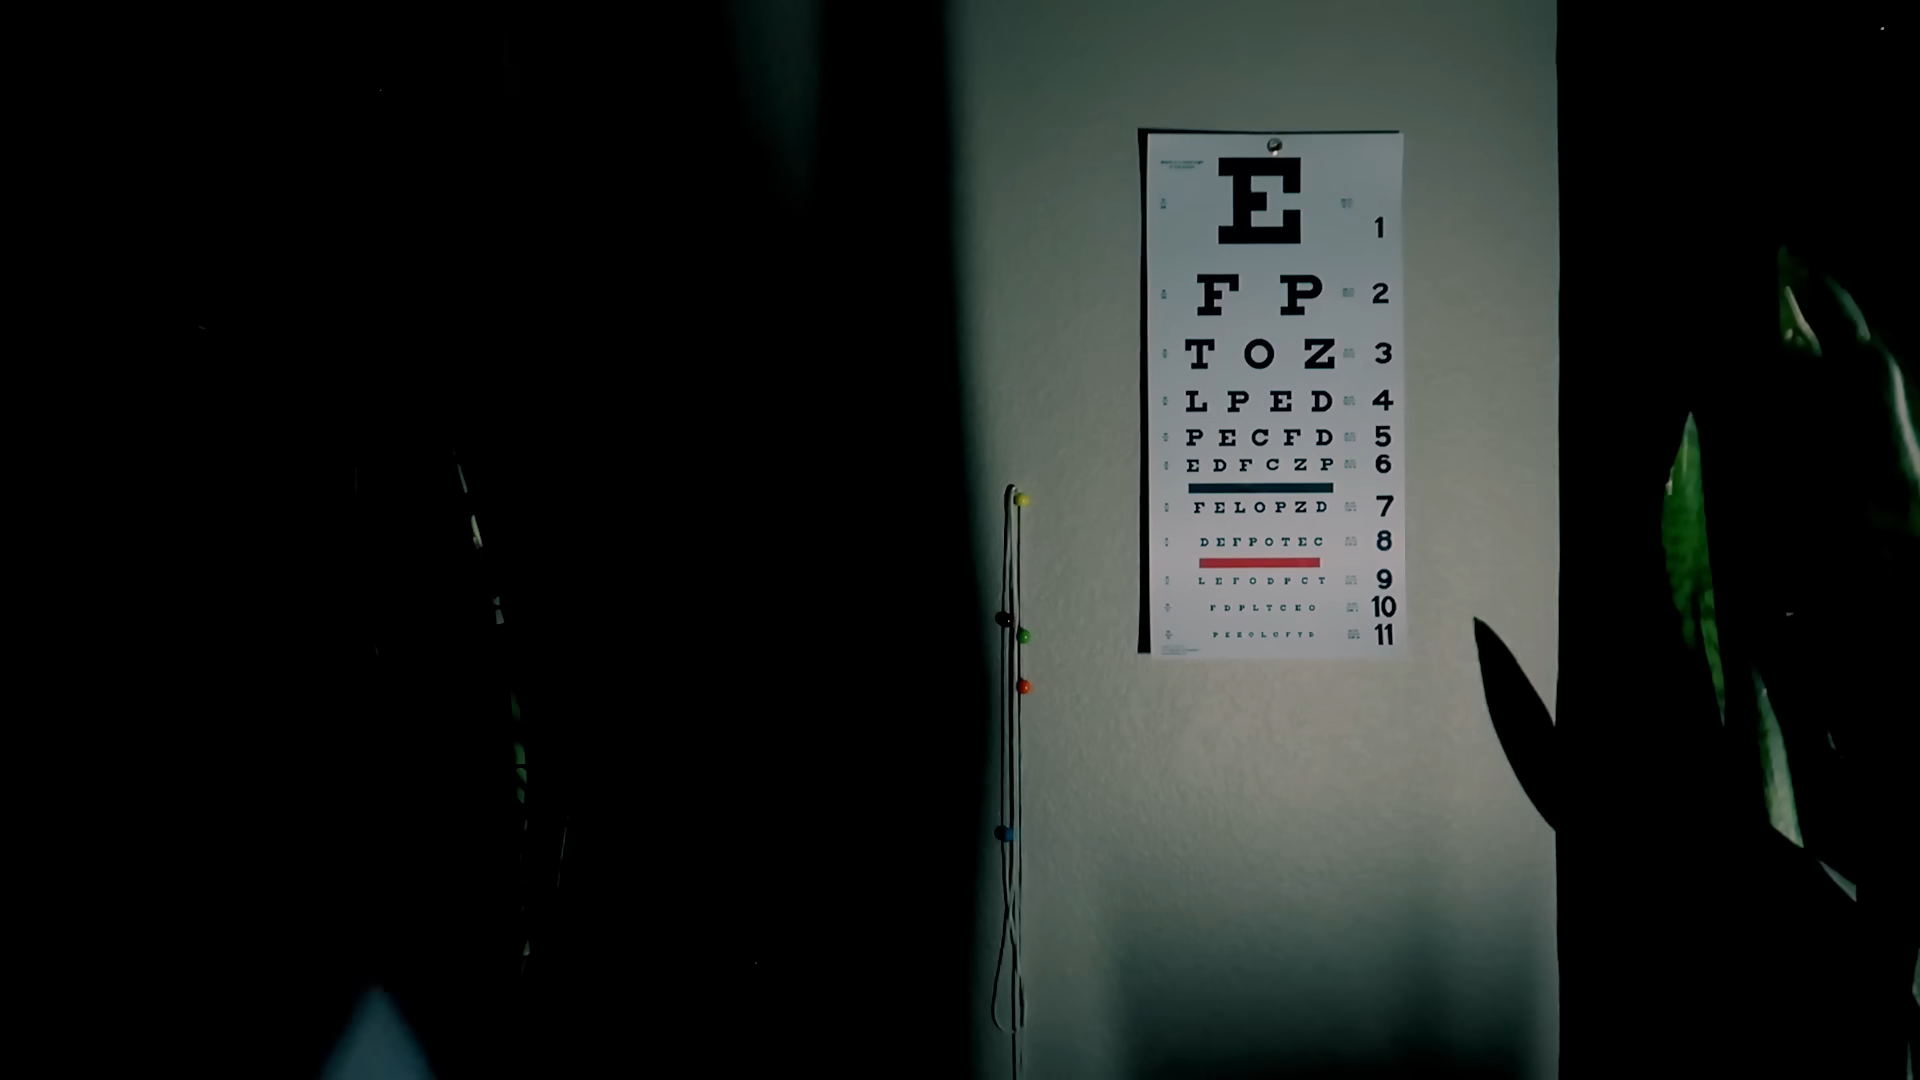 E 1
F P 2
T O Z 3
L P E D 4
P E C F D 5
E D F C Z P 6
F E L O P Z D 7
D E F P O T E C 8
L E F O D P C T 9
F D P L T C E O 10
11